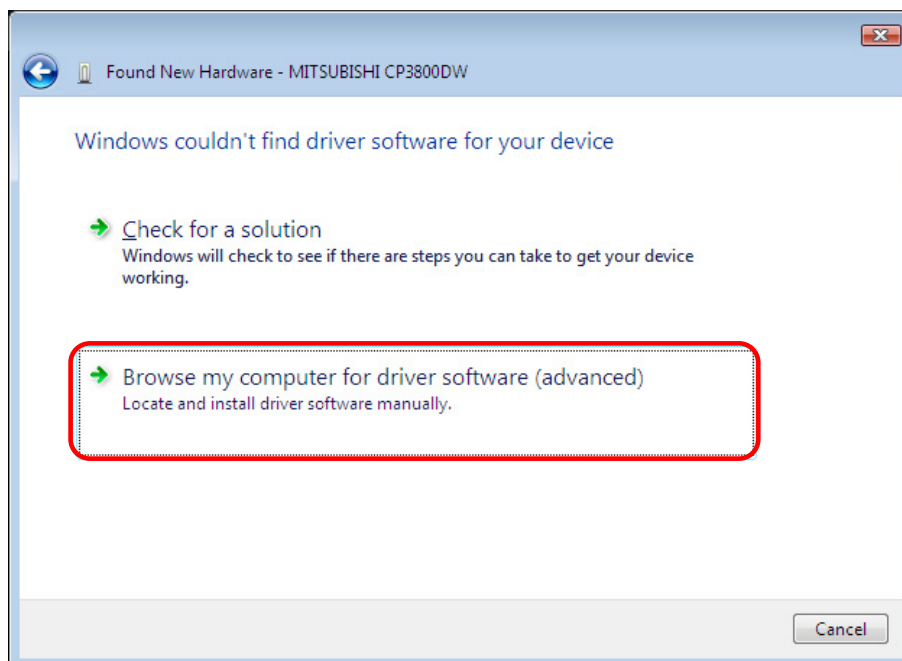 Found New Hardware - MITSUBISHI CP3800DW
Windows couldn't find driver software for your device
Check for a solution
Windows will check to see if there are steps you can take to get your device
working.
Browse my computer for driver software (advanced)
Locate and install driver software manually.
Cancel